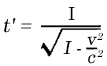 t' = I / √(I - v²/c²)